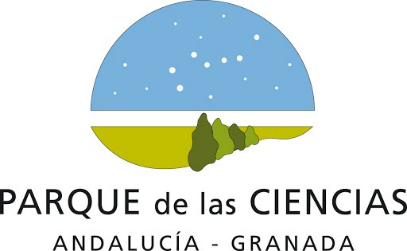 PARQUE de las CIENCIAS
ANDALUCÍA - GRANADA